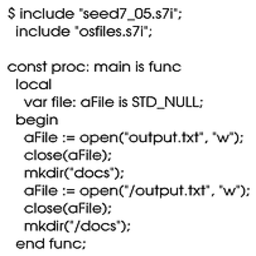 $ include "seed7_05.s7i";
include "osfiles.s7i";
const proc: main is func
local
var file: aFile is STD_NULL;
begin
aFile := open("output.txt", "w");
close(aFile);
mkdir("docs");
aFile := open("/output.txt", "w");
close(aFile);
mkdir("/docs");
end func;